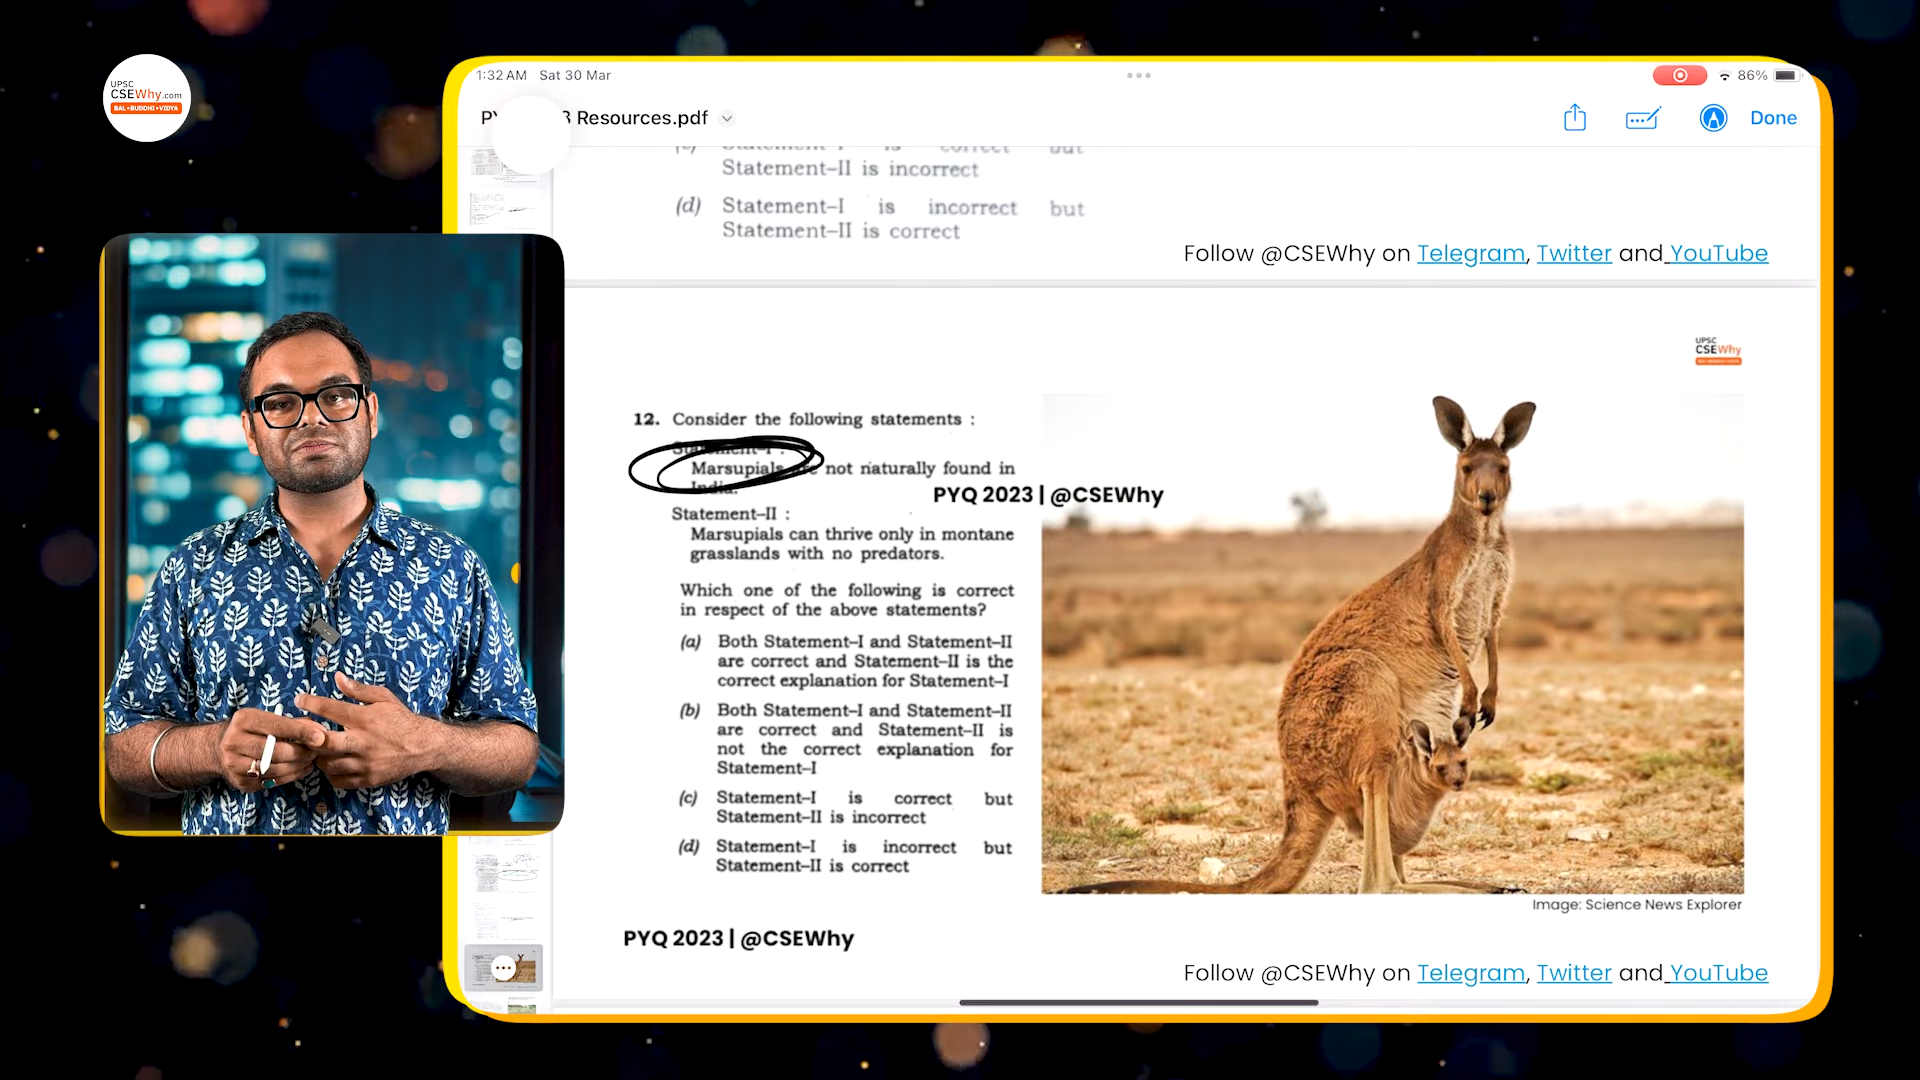 UPSC
CSEWhy.com
BAL•BUDDHI•VIDYA
1:32 AM Sat 30 Mar
86%
Resources.pdf
Done
Statement–II is incorrect
(d) Statement–I is incorrect but
Statement–II is correct
Follow @CSEWhy on Telegram, Twitter and YouTube
UPSC
CSEWhy
12. Consider the following statements :
Statement–I :
Marsupials are not naturally found in
India.
Statement–II :
Marsupials can thrive only in montane
grasslands with no predators.
Which one of the following is correct
in respect of the above statements?
(a) Both Statement–I and Statement–II
are correct and Statement–II is the
correct explanation for Statement–I
(b) Both Statement–I and Statement–II
are correct and Statement–II is
not the correct explanation for
Statement–I
(c) Statement–I is correct but
Statement–II is incorrect
(d) Statement–I is incorrect but
Statement–II is correct
PYQ 2023 | @CSEWhy
Image: Science News Explorer
PYQ 2023 | @CSEWhy
Follow @CSEWhy on Telegram, Twitter and YouTube